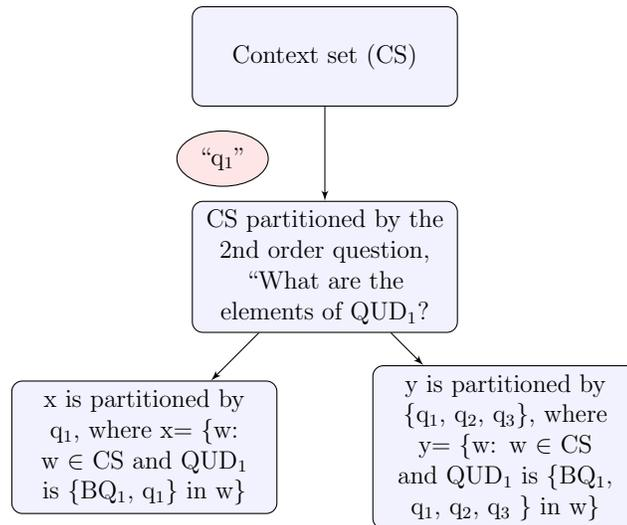 Context set (CS)
“q₁”
CS partitioned by the
2nd order question,
“What are the
elements of QUD₁?
x is partitioned by
q₁, where x= {w:
w ∈ CS and QUD₁
is {BQ₁, q₁} in w}
y is partitioned by
{q₁, q₂, q₃}, where
y= {w: w ∈ CS
and QUD₁ is {BQ₁,
q₁, q₂, q₃ } in w}